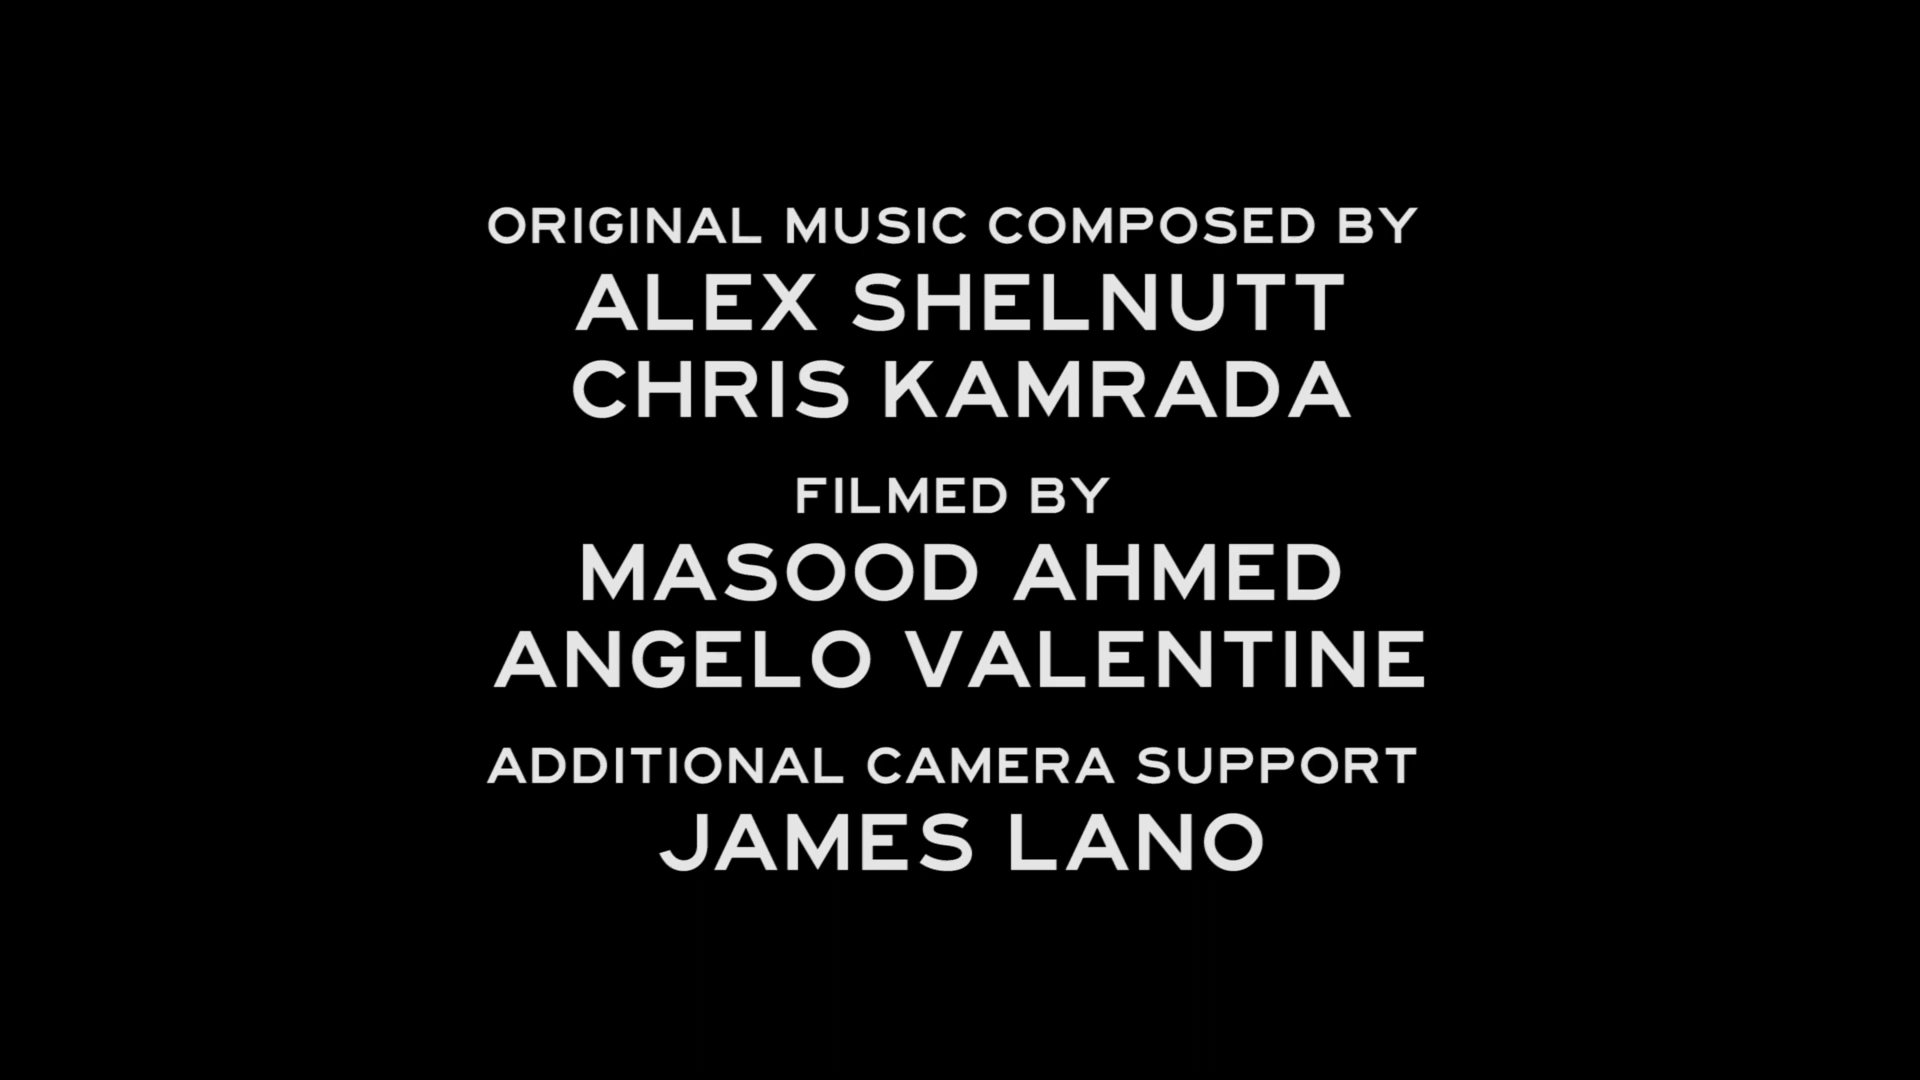 ORIGINAL MUSIC COMPOSED BY
ALEX SHELNUTT
CHRIS KAMRADA
FILMED BY
MASOOD AHMED
ANGELO VALENTINE
ADDITIONAL CAMERA SUPPORT
JAMES LANO